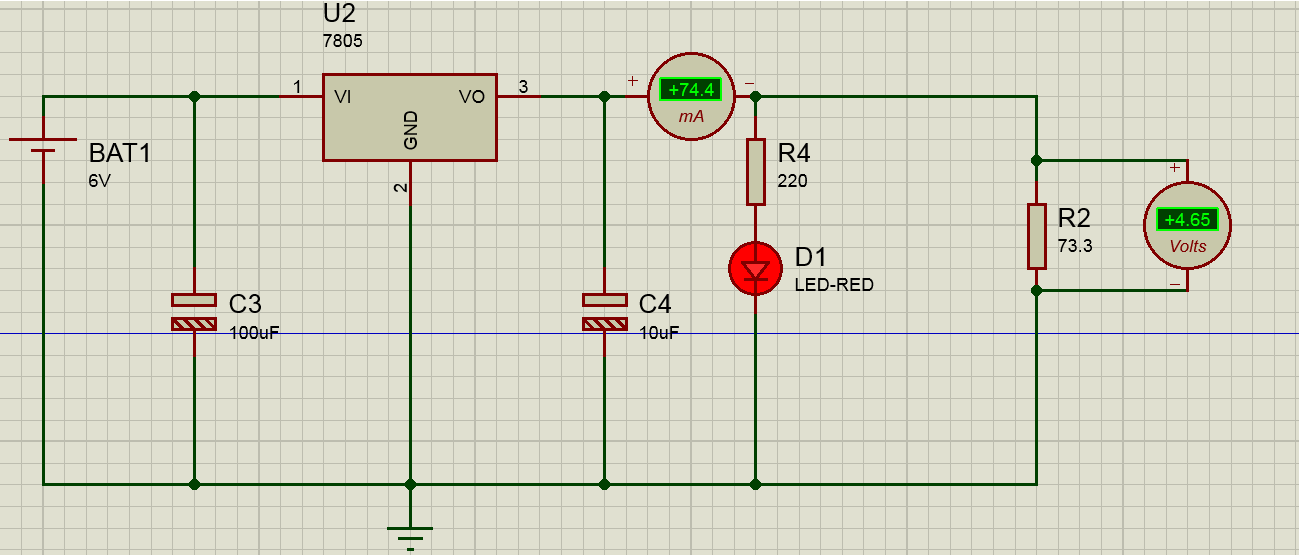 U2
7805
1
VI
VO
3
GND
2
+
+74.4
mA
−
BAT1
6V
R4
220
D1
LED-RED
R2
73.3
+
+4.65
Volts
−
C3
100uF
C4
10uF